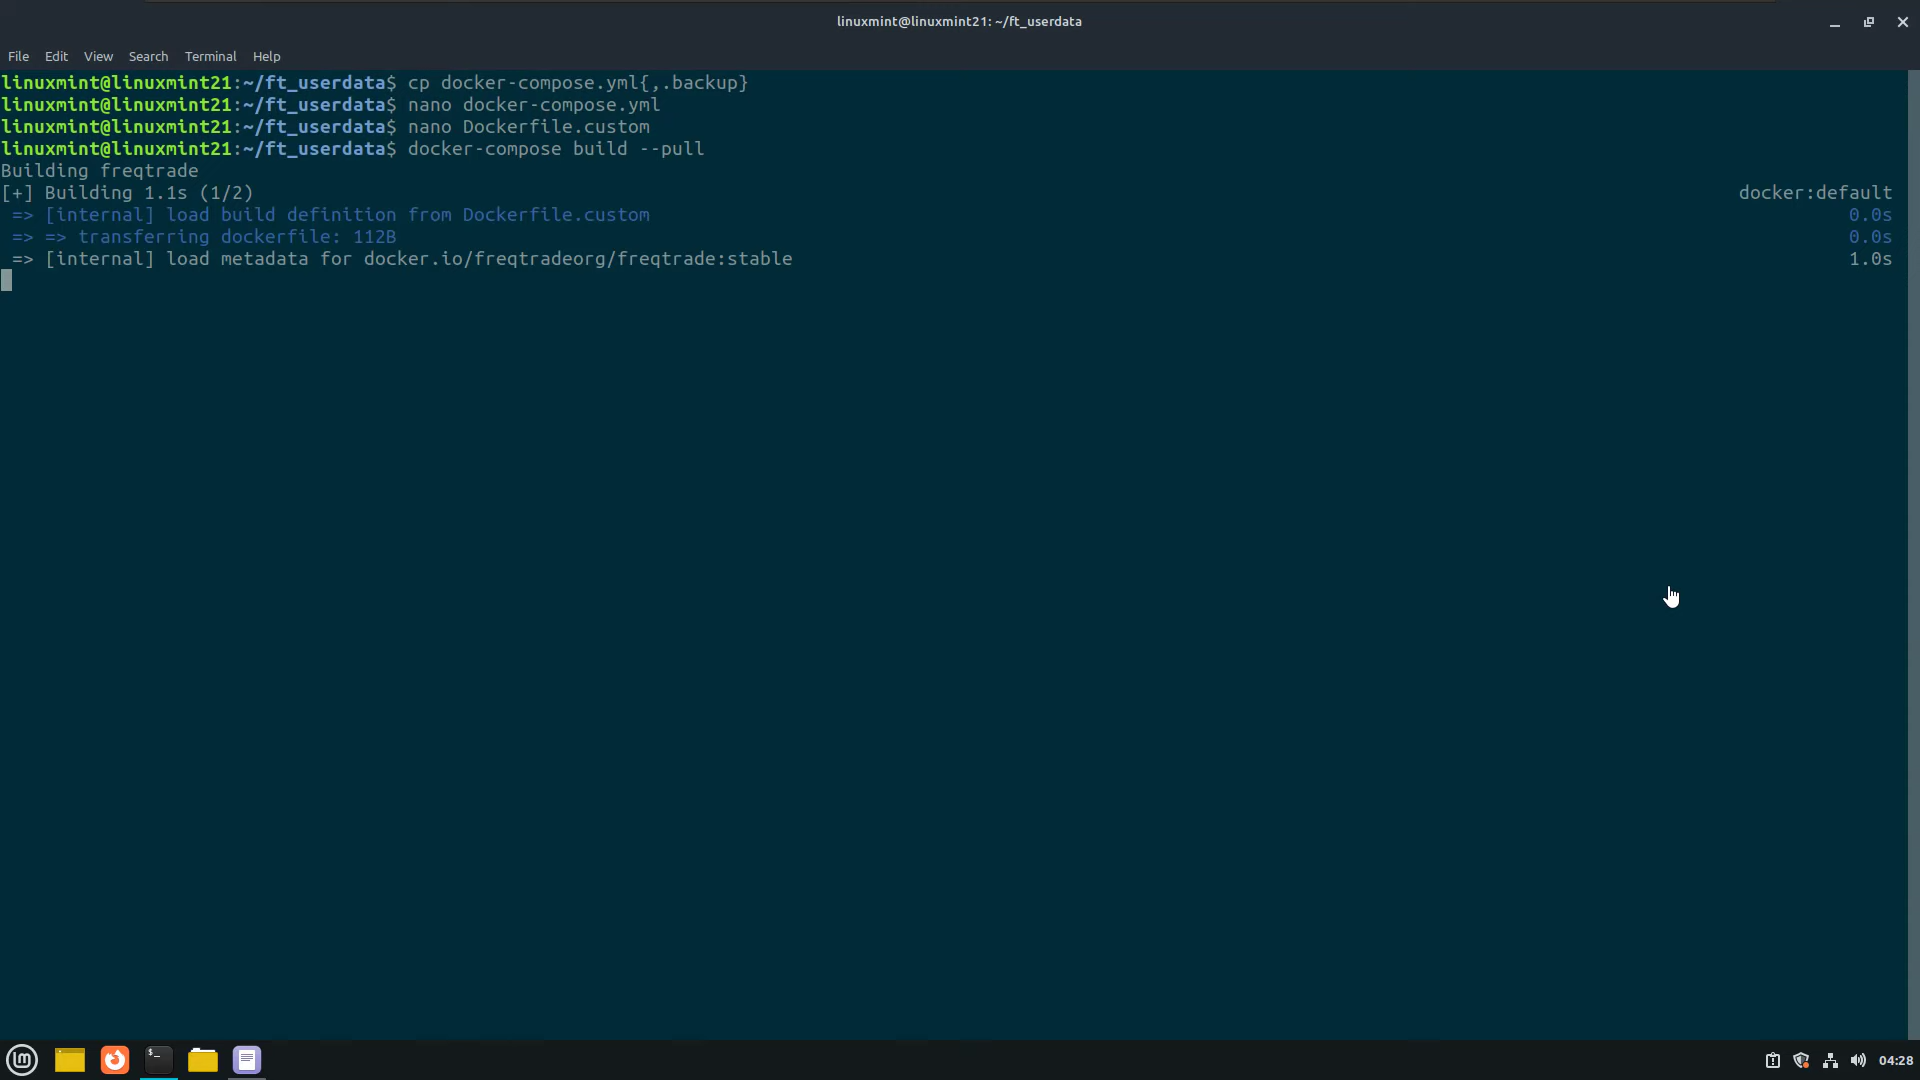 linuxmint@linuxmint21: ~/ft_userdata
File Edit View Search Terminal Help
linuxmint@linuxmint21:~/ft_userdata$ cp docker-compose.yml{,.backup}
linuxmint@linuxmint21:~/ft_userdata$ nano docker-compose.yml
linuxmint@linuxmint21:~/ft_userdata$ nano Dockerfile.custom
linuxmint@linuxmint21:~/ft_userdata$ docker-compose build --pull
Building freqtrade
[+] Building 1.1s (1/2) docker:default
=> [internal] load build definition from Dockerfile.custom 0.0s
=> => transferring dockerfile: 112B 0.0s
=> [internal] load metadata for docker.io/freqtradeorg/freqtrade:stable 1.0s
04:28